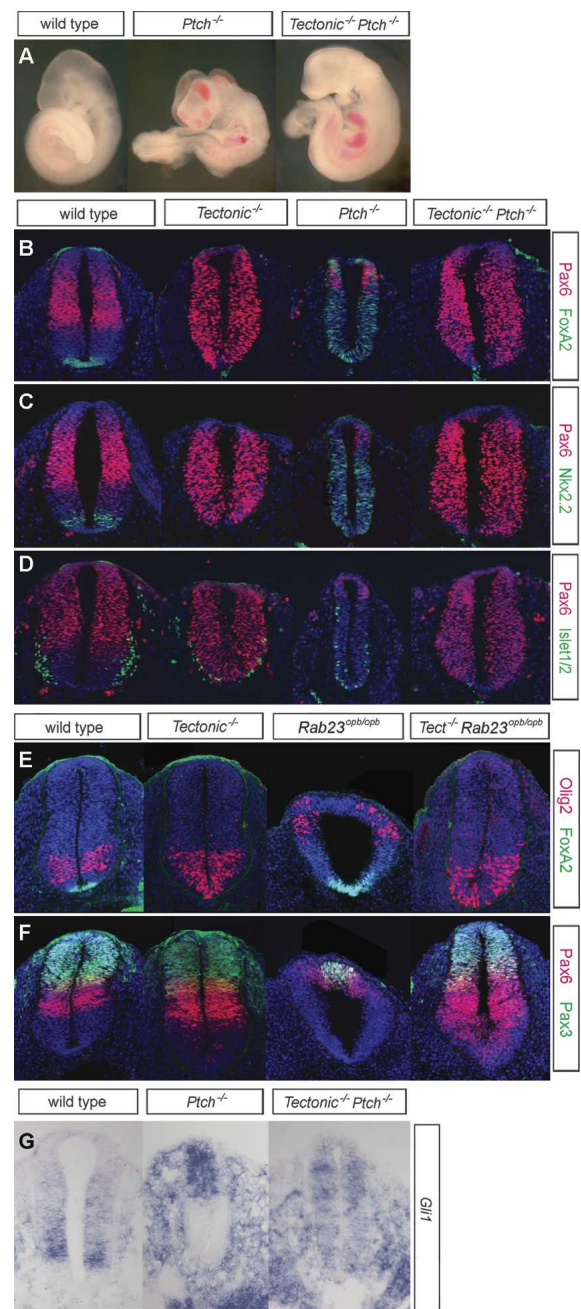 wild type Ptch-/- Tectonic-/- Ptch-/-
A
wild type Tectonic-/- Ptch-/- Tectonic-/- Ptch-/-
B
Pax6 FoxA2
C
Pax6 Nkx2.2
D
Pax6 Islet1/2
wild type Tectonic-/- Rab23opb/opb Tect-/- Rab23opb/opb
E
Olig2 FoxA2
F
Pax6 Pax3
wild type Ptch-/- Tectonic-/- Ptch-/-
G
Gli1